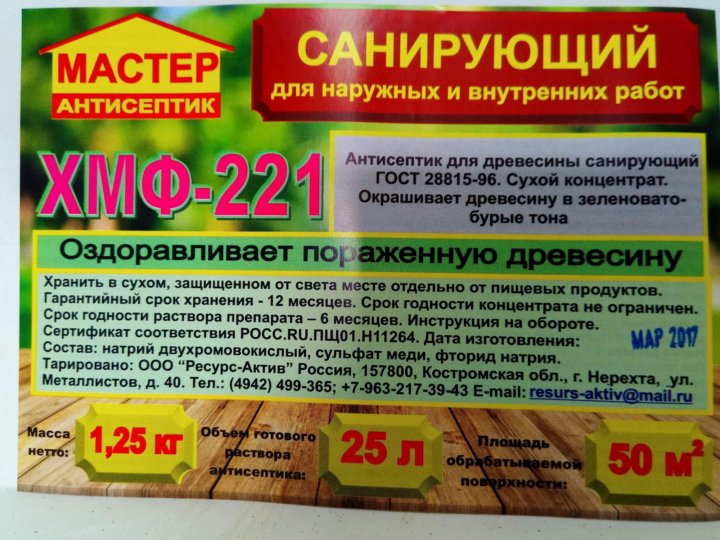 МАСТЕР
АНТИСЕПТИК
САНИРУЮЩИЙ
для наружных и внутренних работ
ХМФ-221
Антисептик для древесины санирующий
ГОСТ 28815-96. Сухой концентрат.
Окрашивает древесину в зеленовато-
бурые тона
Оздоравливает пораженную древесину
Хранить в сухом, защищенном от света месте отдельно от пищевых продуктов.
Гарантийный срок хранения - 12 месяцев. Срок годности концентрата не ограничен.
Срок годности раствора препарата – 6 месяцев. Инструкция на обороте.
Сертификат соответствия РОСС.RU.ПЩ01.Н11264. Дата изготовления:
МАР 2017
Состав: натрий двухромовокислый, сульфат меди, фторид натрия.
Тарировано: ООО "Ресурс-Актив" Россия, 157800, Костромская обл., г. Нерехта, ул.
Металлистов, д. 40. Тел.: (4942) 499-365; +7-963-217-39-43 E-mail: resurs-aktiv@mail.ru
Масса
нетто:
1,25 кг
Объем готового
раствора
антисептика:
25 л
Площадь
обрабатываемой
поверхности:
50 м²